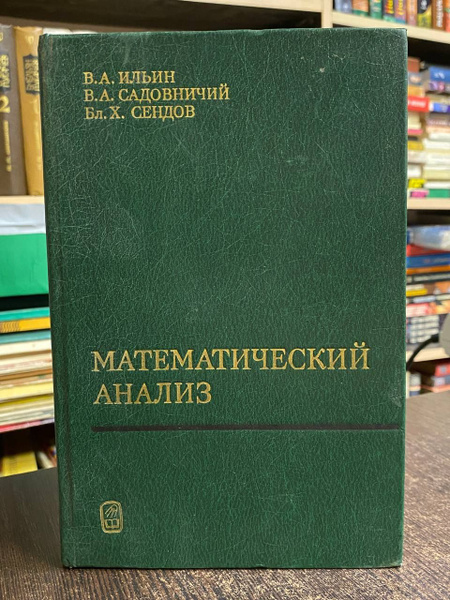 В.А. ИЛЬИН
В.А. САДОВНИЧИЙ
Бл. Х. СЕНДОВ
МАТЕМАТИЧЕСКИЙ
АНАЛИЗ